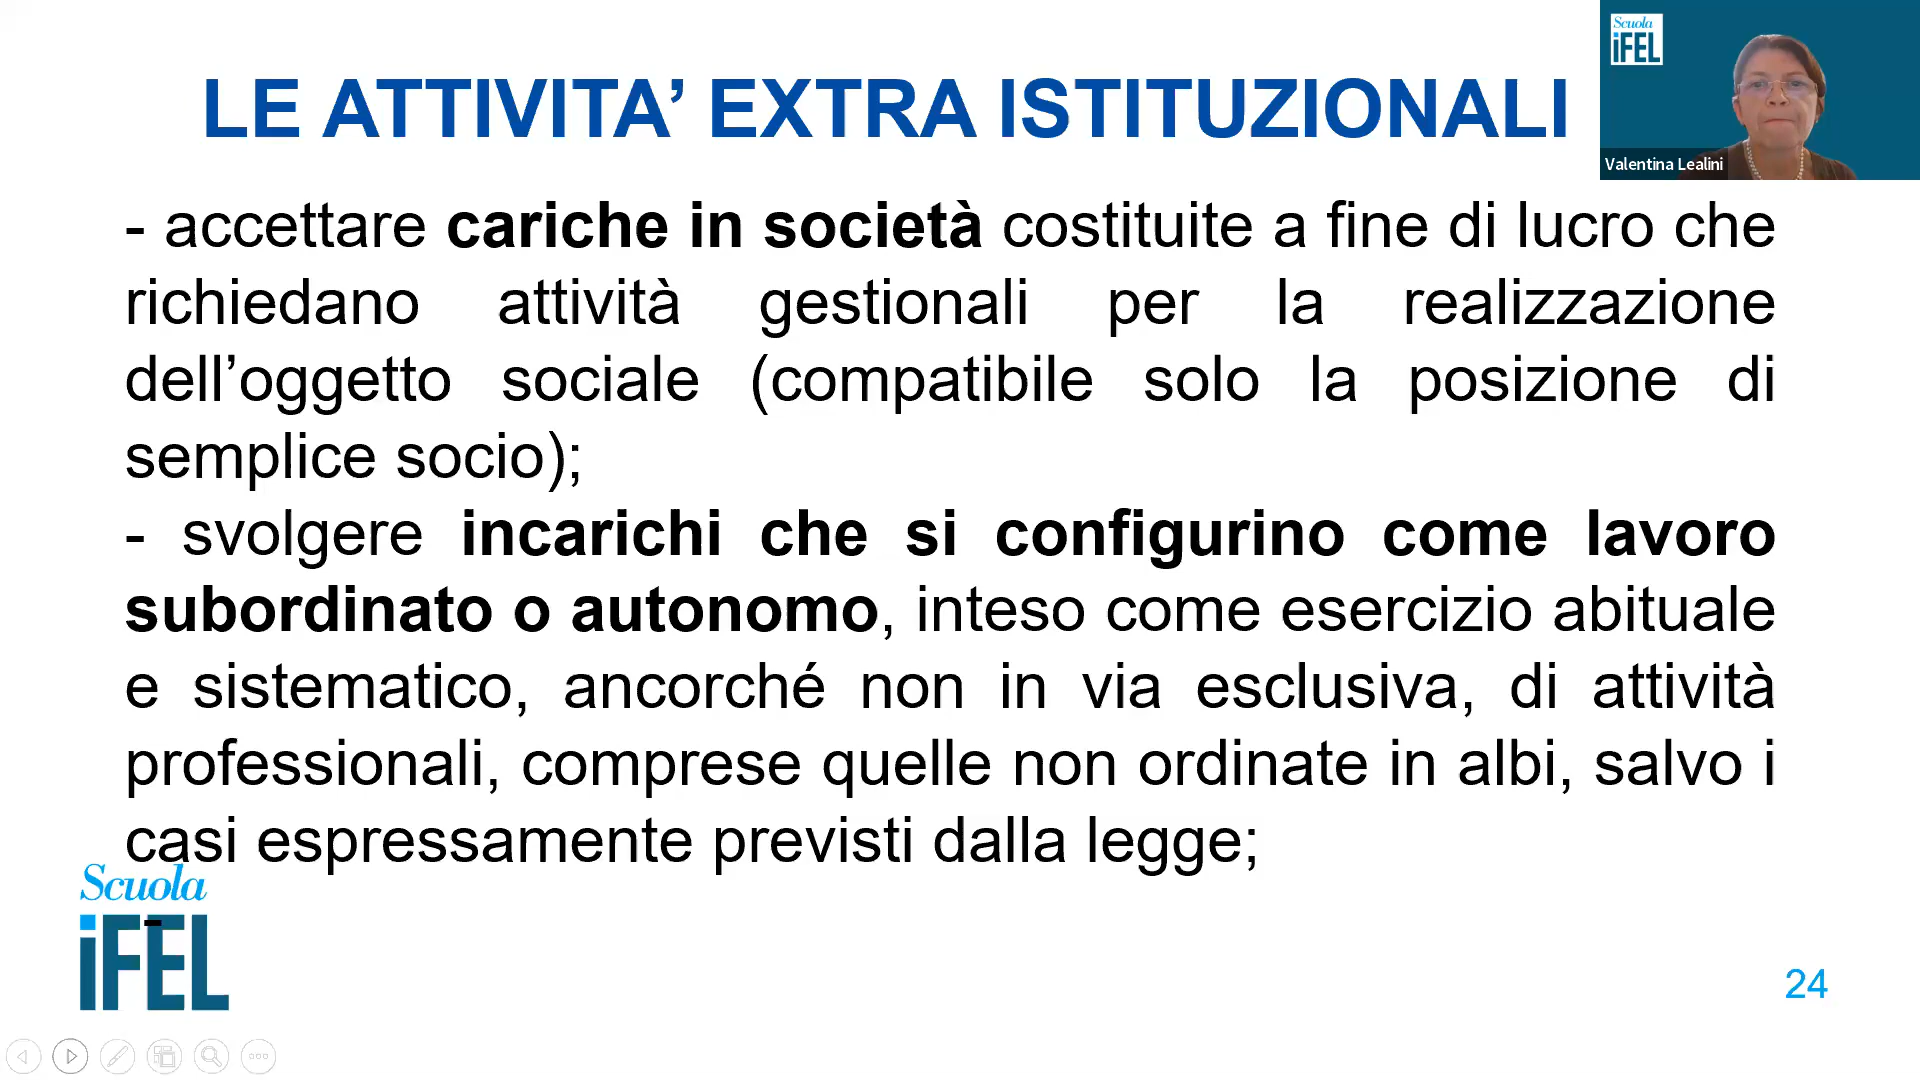 LE ATTIVITA’ EXTRA ISTITUZIONALI
Scuola
iFEL
Valentina Lealini
- accettare cariche in società costituite a fine di lucro che
richiedano attività gestionali per la realizzazione
dell’oggetto sociale (compatibile solo la posizione di
semplice socio);
- svolgere incarichi che si configurino come lavoro
subordinato o autonomo, inteso come esercizio abituale
e sistematico, ancorché non in via esclusiva, di attività
professionali, comprese quelle non ordinate in albi, salvo i
casi espressamente previsti dalla legge;
-
Scuola
iFEL
24